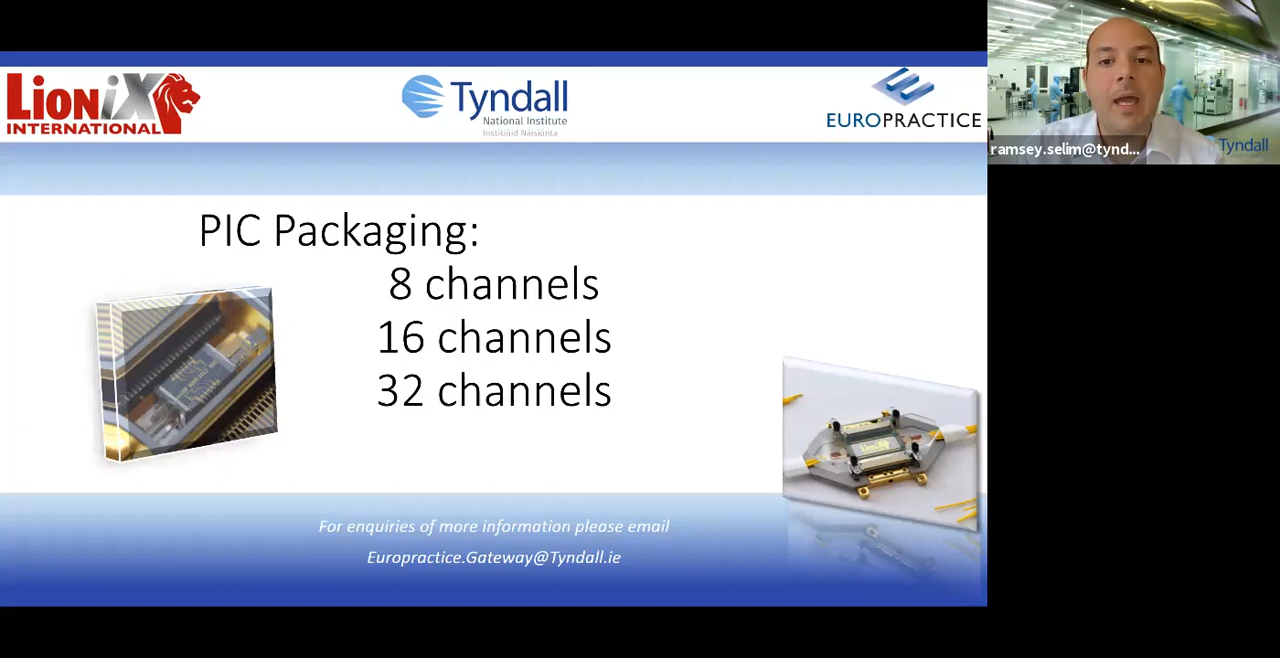 LioniX
INTERNATIONAL
Tyndall
National Institute
Institiúid Náisiúnta
EUROPRACTICE
ramsey.selim@tynd...
Tyndall
PIC Packaging:
8 channels
16 channels
32 channels
For enquiries of more information please email
Europractice.Gateway@Tyndall.ie